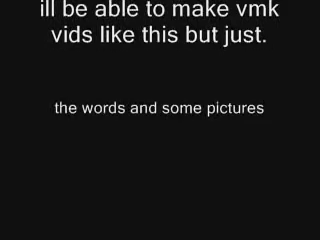 ill be able to make vmk
vids like this but just.
the words and some pictures